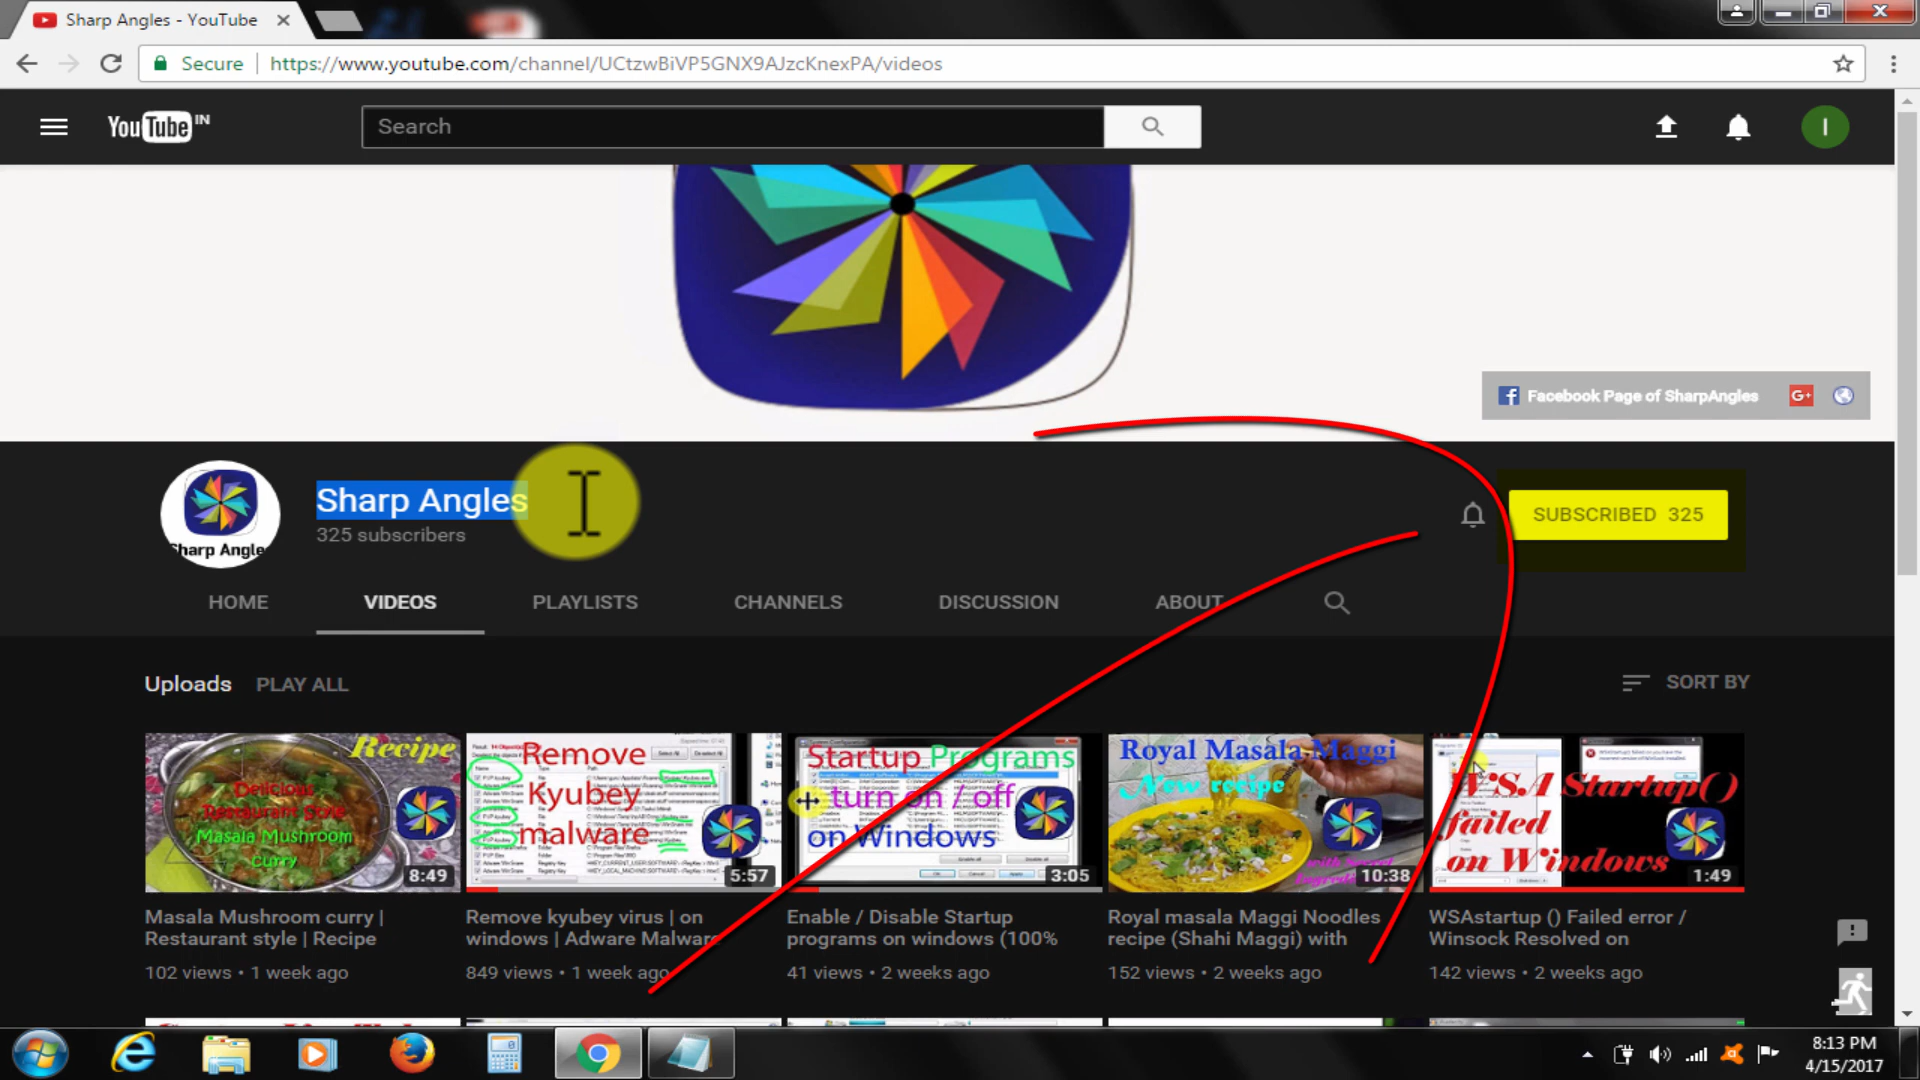 Sharp Angles - YouTube
Secure
https://www.youtube.com/channel/UCtzwBiVP5GNX9AJzcKnexPA/videos
YouTube IN
Search
I
Facebook Page of SharpAngles
G+
Sharp Angles
325 subscribers
SUBSCRIBED 325
HOME
VIDEOS
PLAYLISTS
CHANNELS
DISCUSSION
ABOUT
Uploads
PLAY ALL
SORT BY
Recipe
Delicious
Restaurant Style
Masala Mushroom
curry
8:49
Remove
Kyubey
malware
5:57
Startup Programs
turn on / off
on Windows
3:05
Royal Masala Maggi
New recipe
10:38
WSA Startup()
failed
on Windows
1:49
Masala Mushroom curry |
Restaurant style | Recipe
102 views • 1 week ago
Remove kyubey virus | on
windows | Adware Malware
849 views • 1 week ago
Enable / Disable Startup
programs on windows (100%
41 views • 2 weeks ago
Royal masala Maggi Noodles
recipe (Shahi Maggi) with
152 views • 2 weeks ago
WSAstartup () Failed error /
Winsock Resolved on
142 views • 2 weeks ago
8:13 PM
4/15/2017